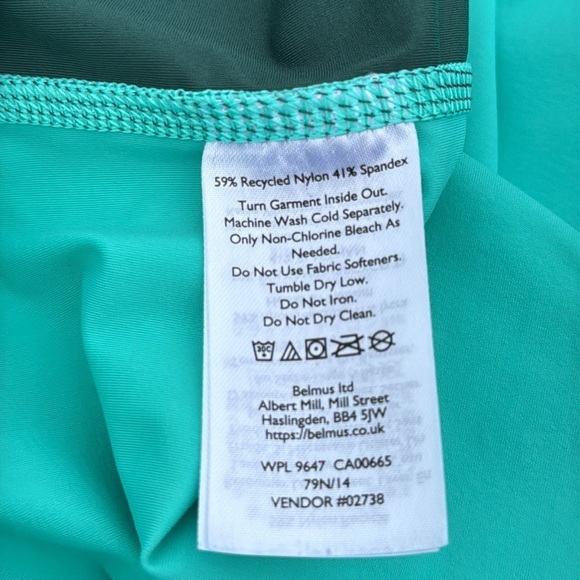 59% Recycled Nylon 41% Spandex
Turn Garment Inside Out.
Machine Wash Cold Separately.
Only Non-Chlorine Bleach As
Needed.
Do Not Use Fabric Softeners.
Tumble Dry Low.
Do Not Iron.
Do Not Dry Clean.
30C
Belmus ltd
Albert Mill, Mill Street
Haslingden, BB4 5JW
https://belmus.co.uk
WPL 9647 CA00665
79N/14
VENDOR #02738